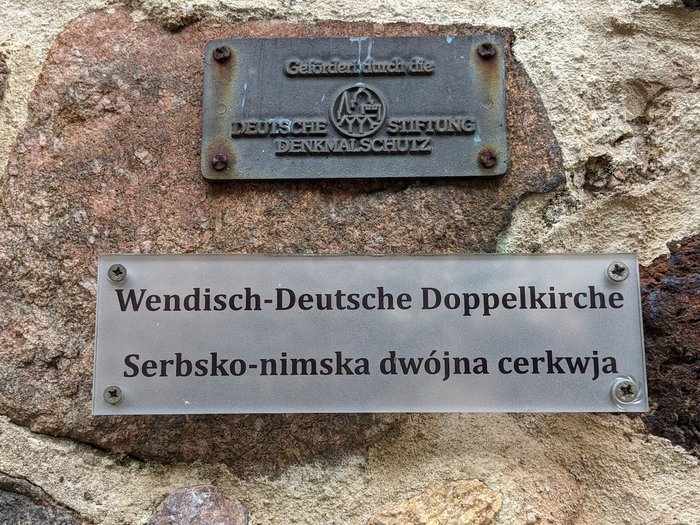 Gefördert durch die
DEUTSCHE STIFTUNG
DENKMALSCHUTZ
Wendisch-Deutsche Doppelkirche
Serbsko-nimska dwójna cerkwja